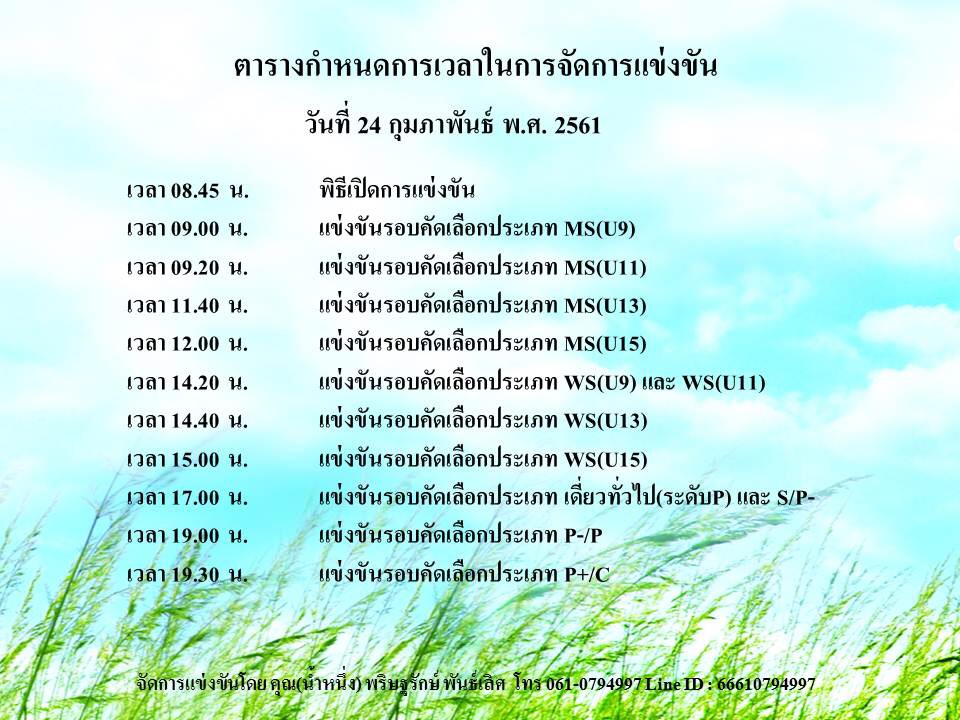 ตารางกำหนดการเวลาในการจัดการแข่งขัน
วันที่ 24 กุมภาพันธ์ พ.ศ. 2561
เวลา 08.45 น. พิธีเปิดการแข่งขัน
เวลา 09.00 น. แข่งขันรอบคัดเลือกประเภท MS(U9)
เวลา 09.20 น. แข่งขันรอบคัดเลือกประเภท MS(U11)
เวลา 11.40 น. แข่งขันรอบคัดเลือกประเภท MS(U13)
เวลา 12.00 น. แข่งขันรอบคัดเลือกประเภท MS(U15)
เวลา 14.20 น. แข่งขันรอบคัดเลือกประเภท WS(U9) และ WS(U11)
เวลา 14.40 น. แข่งขันรอบคัดเลือกประเภท WS(U13)
เวลา 15.00 น. แข่งขันรอบคัดเลือกประเภท WS(U15)
เวลา 17.00 น. แข่งขันรอบคัดเลือกประเภท เดี่ยวทั่วไป(ระดับP) และ S/P-
เวลา 19.00 น. แข่งขันรอบคัดเลือกประเภท P-/P
เวลา 19.30 น. แข่งขันรอบคัดเลือกประเภท P+/C
จัดการแข่งขันโดย คุณ(น้ำหนึ่ง) พริษฐรักษ์ พันธ์เลิศ โทร 061-0794997 Line ID : 66610794997